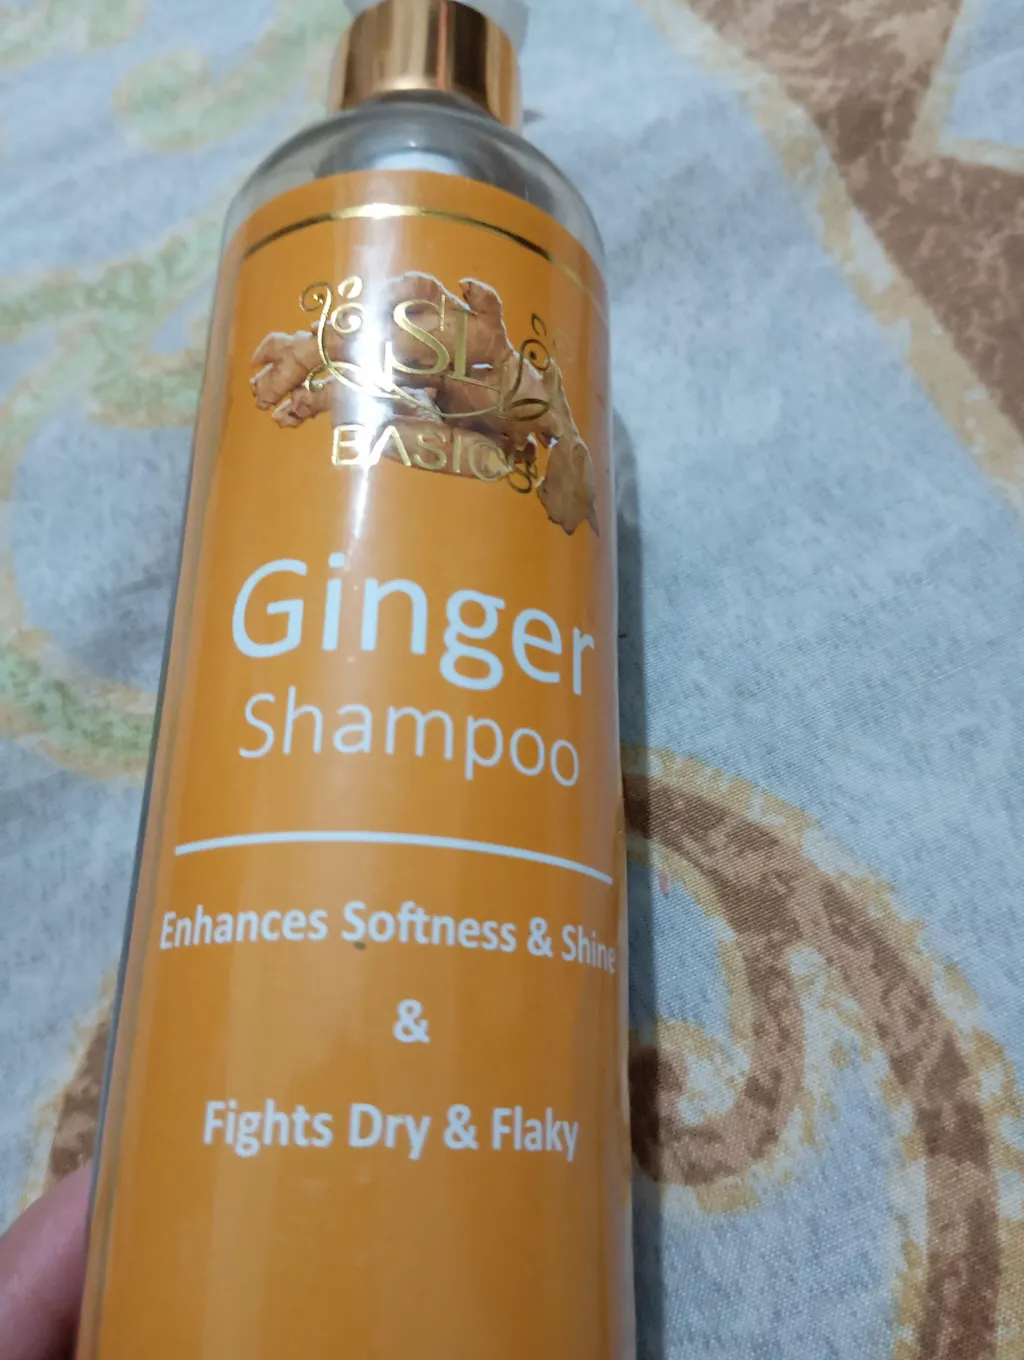 SL
BASICS
Ginger
Shampoo
Enhances Softness & Shine
&
Fights Dry & Flaky